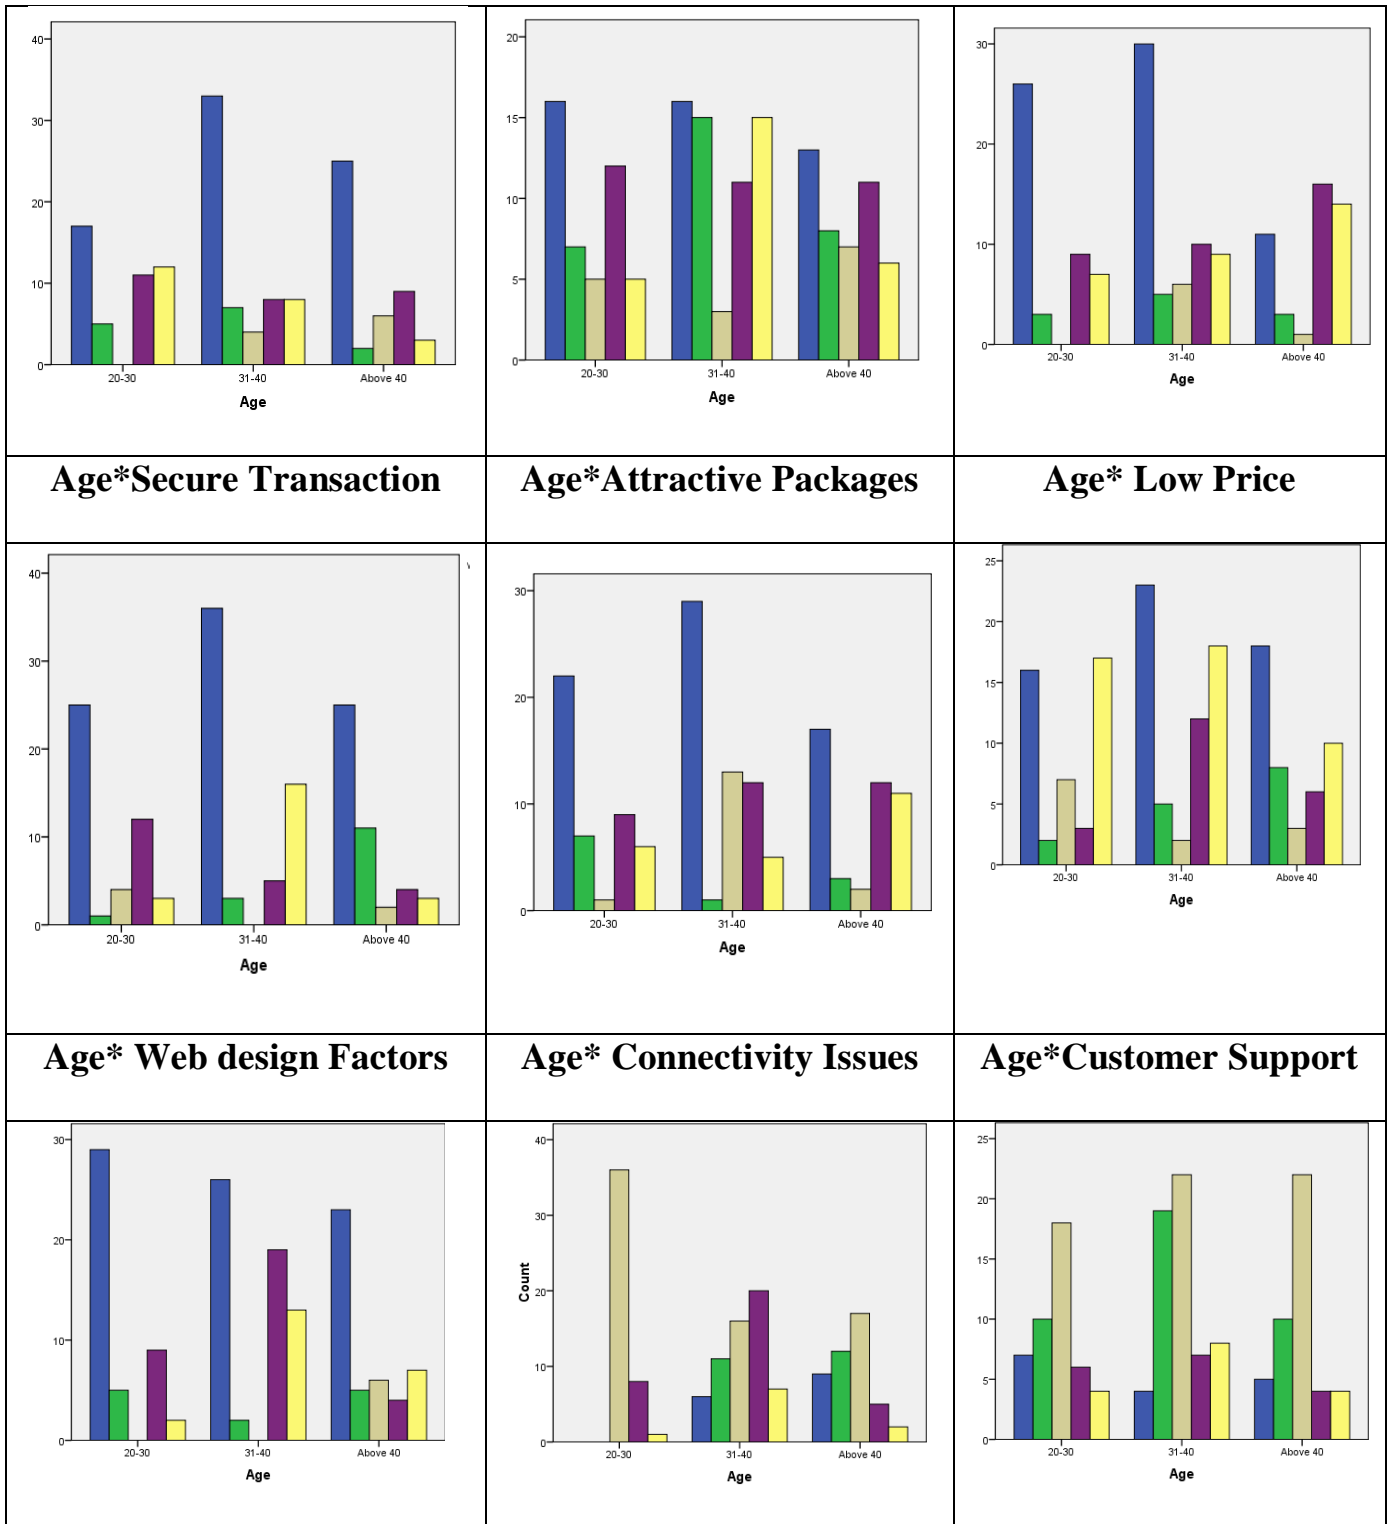 40
30
20
10
0
20-30 31-40 Above 40
Age
20
15
10
5
0
20-30 31-40 Above 40
Age
30
20
10
0
20-30 31-40 Above 40
Age
Age*Secure Transaction
Age*Attractive Packages
Age* Low Price
40
30
20
10
0
20-30 31-40 Above 40
Age
30
20
10
0
20-30 31-40 Above 40
Age
25
20
15
10
5
0
20-30 31-40 Above 40
Age
Age* Web design Factors
Age* Connectivity Issues
Age*Customer Support
30
20
10
0
20-30 31-40 Above 40
Age
Count
40
30
20
10
0
20-30 31-40 Above 40
Age
25
20
15
10
5
0
20-30 31-40 Above 40
Age